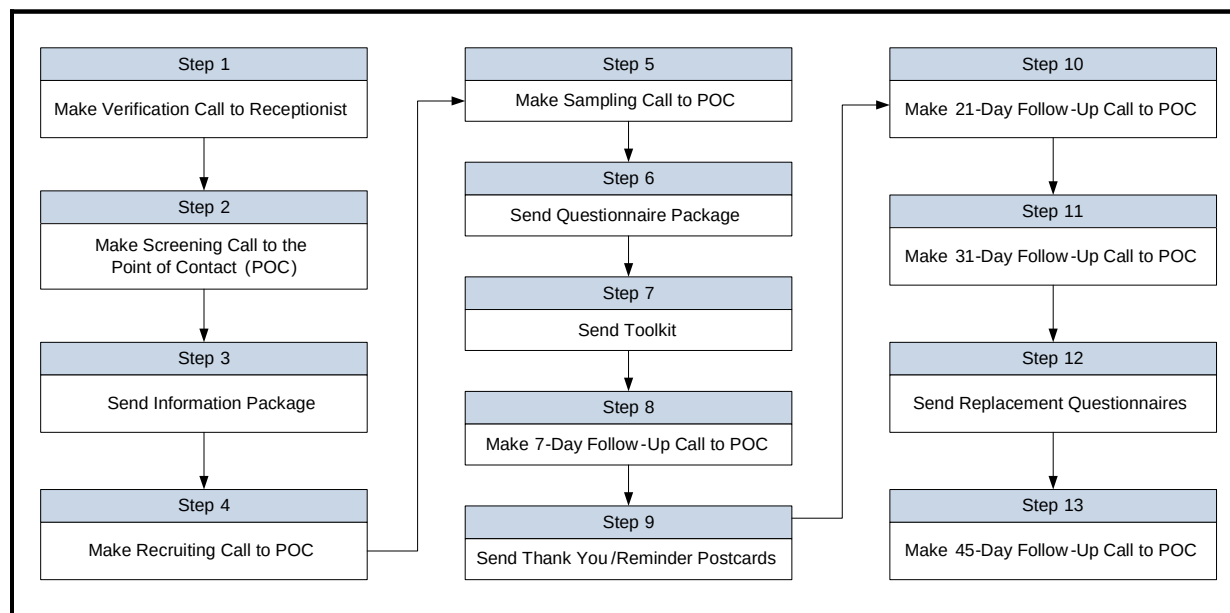 Step 1
Make Verification Call to Receptionist
Step 2
Make Screening Call to the
Point of Contact (POC)
Step 3
Send Information Package
Step 4
Make Recruiting Call to POC
Step 5
Make Sampling Call to POC
Step 6
Send Questionnaire Package
Step 7
Send Toolkit
Step 8
Make 7-Day Follow-Up Call to POC
Step 9
Send Thank You/Reminder Postcards
Step 10
Make 21-Day Follow-Up Call to POC
Step 11
Make 31-Day Follow-Up Call to POC
Step 12
Send Replacement Questionnaires
Step 13
Make 45-Day Follow-Up Call to POC